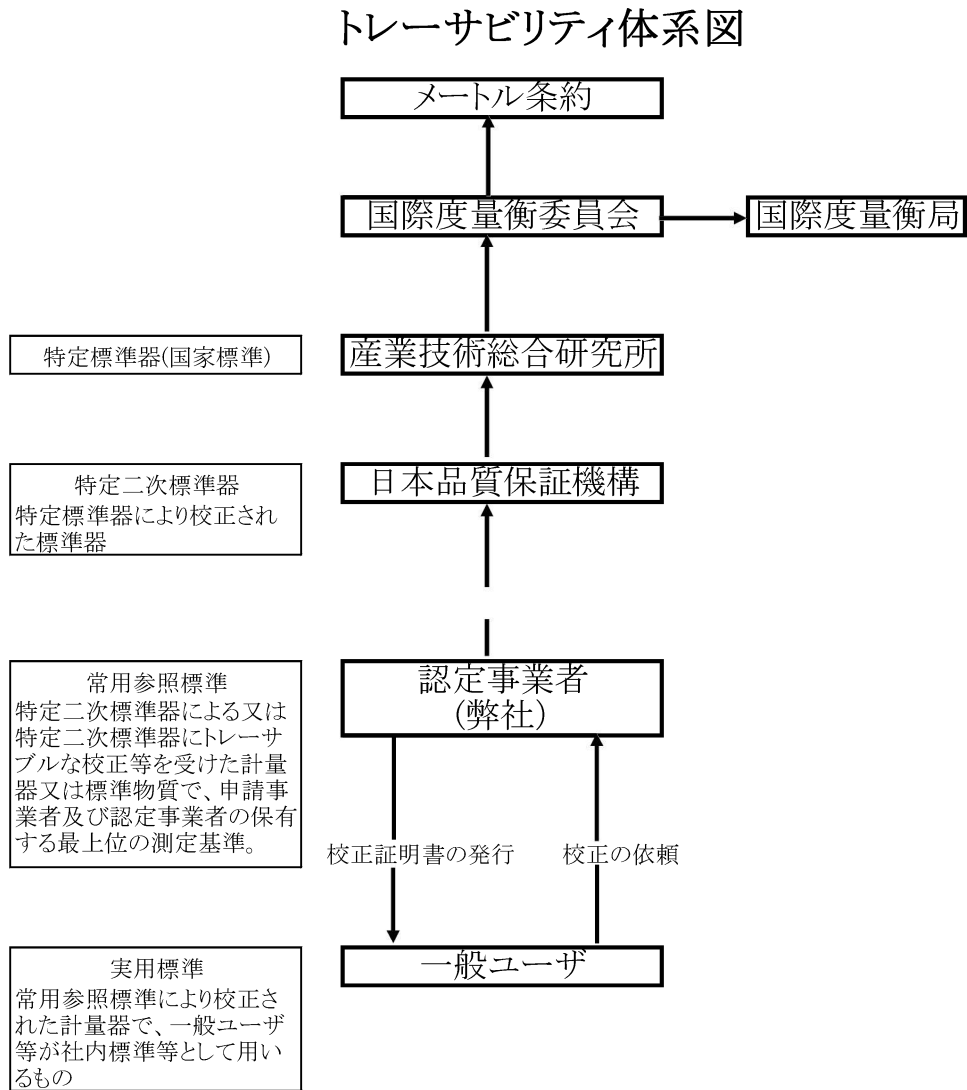 トレーサビリティ体系図
メートル条約
国際度量衡委員会
国際度量衡局
特定標準器(国家標準)
産業技術総合研究所
特定二次標準器
特定標準器により校正され
た標準器
日本品質保証機構
常用参照標準
特定二次標準器による又は
特定二次標準器にトレーサ
ブルな校正等を受けた計量
器又は標準物質で、申請事
業者及び認定事業者の保有
する最上位の測定基準。
認定事業者
(弊社)
校正証明書の発行
校正の依頼
実用標準
常用参照標準により校正さ
れた計量器で、一般ユーザ
等が社内標準等として用い
るもの
一般ユーザ